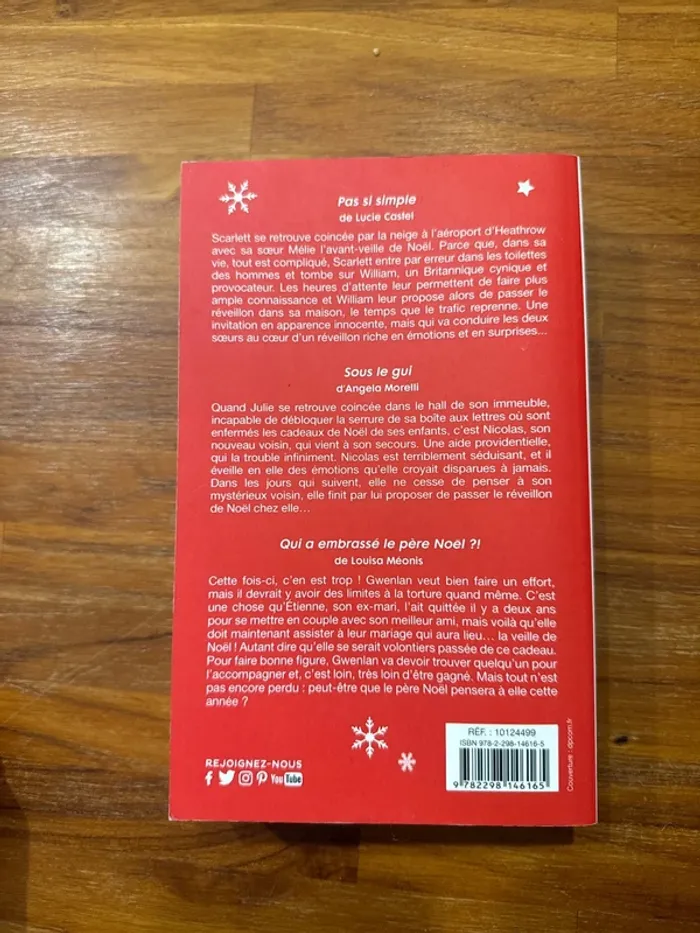 Pas si simple
de Lucie Castel
Scarlett se retrouve coincée par la neige à l'aéroport d'Heathrow
avec sa sœur Mélie l'avant-veille de Noël. Parce que, dans sa
vie, tout est compliqué, Scarlett entre par erreur dans les toilettes
des hommes et tombe sur William, un Britannique cynique et
provocateur. Les heures d'attente leur permettent de faire plus
ample connaissance et William leur propose alors de passer le
réveillon dans sa maison, le temps que le trafic reprenne. Une
invitation en apparence innocente, mais qui va conduire les deux
sœurs au cœur d'un réveillon riche en émotions et en surprises...
Sous le gui
d'Angela Morelli
Quand Julie se retrouve coincée dans le hall de son immeuble,
incapable de débloquer la serrure de sa boîte aux lettres où sont
enfermés les cadeaux de Noël de ses enfants, c'est Nicolas, son
nouveau voisin, qui vient à son secours. Une aide providentielle,
qui la trouble infiniment. Nicolas est terriblement séduisant, et il
éveille en elle des émotions qu'elle croyait disparues à jamais.
Dans les jours qui suivent, elle ne cesse de penser à son
mystérieux voisin, elle finit par lui proposer de passer le réveillon
de Noël chez elle...
Qui a embrassé le père Noël ?!
de Louisa Méonis
Cette fois-ci, c'en est trop ! Gwenlan veut bien faire un effort,
mais il devrait y avoir des limites à la torture quand même. C'est
une chose qu'Étienne, son ex-mari, l'ait quittée il y a deux ans
pour se mettre en couple avec son meilleur ami, mais voilà qu'elle
doit maintenant assister à leur mariage qui aura lieu... la veille de
Noël ! Autant dire qu'elle se serait volontiers passée de ce cadeau.
Pour faire bonne figure, Gwenlan va devoir trouver quelqu'un pour
l'accompagner et, c'est loin, très loin d'être gagné. Mais tout n'est
pas encore perdu : peut-être que le père Noël pensera à elle cette
année ?
REJOIGNEZ-NOUS
You Tube
RÉF. : 10124499
ISBN 978-2-298-14616-5
9 782298 146165
Couverture : dpcom.fr